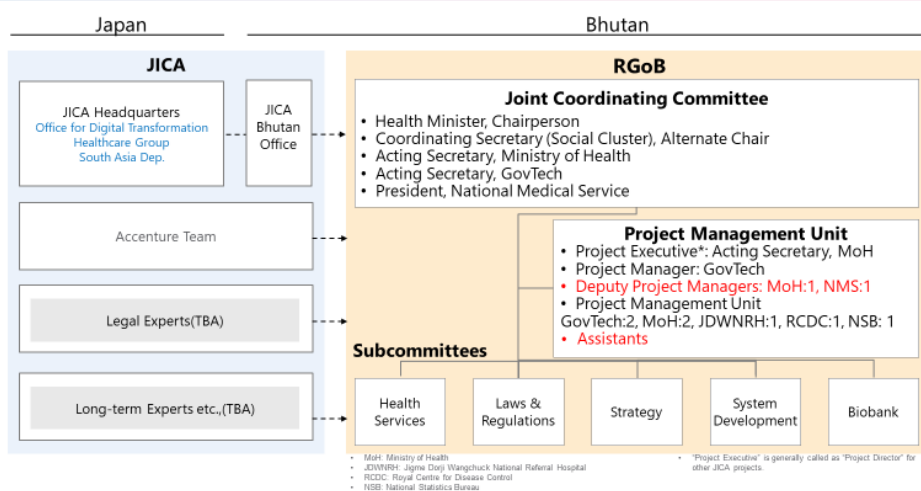 Japan
Bhutan
JICA
JICA Headquarters
Office for Digital Transformation
Healthcare Group
South Asia Dep.
JICA
Bhutan
Office
Accenture Team
Legal Experts(TBA)
Long-term Experts etc.,(TBA)
RGoB
Joint Coordinating Committee
• Health Minister, Chairperson
• Coordinating Secretary (Social Cluster), Alternate Chair
• Acting Secretary, Ministry of Health
• Acting Secretary, GovTech
• President, National Medical Service
Project Management Unit
• Project Executive*: Acting Secretary, MoH
• Project Manager: GovTech
• Deputy Project Managers: MoH:1, NMS:1
• Project Management Unit
GovTech:2, MoH:2, JDWNRH:1, RCDC:1, NSB: 1
• Assistants
Subcommittees
Health
Services
Laws &
Regulations
Strategy
System
Development
Biobank
• MoH: Ministry of Health
• JDWNRH: Jigme Dorji Wangchuck National Referral Hospital
• RCDC: Royal Centre for Disease Control
• NSB: National Statistics Bureau
• "Project Executive" is generally called as "Project Director" for
other JICA projects.